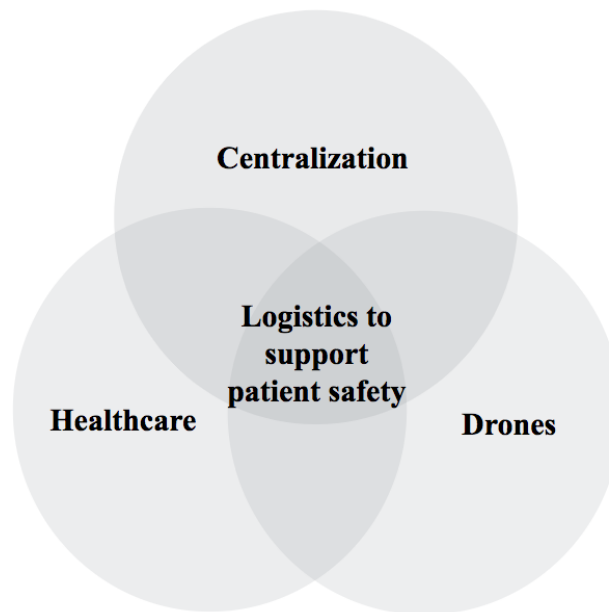 Centralization
Logistics to
support
patient safety
Healthcare
Drones